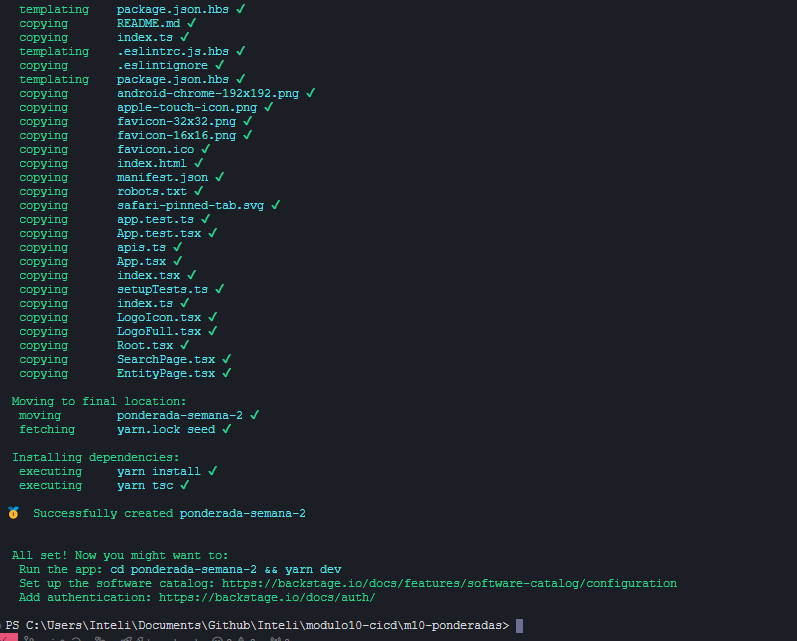 templating package.json.hbs ✓
copying README.md ✓
copying index.ts ✓
templating .eslintrc.js.hbs ✓
copying .eslintignore ✓
templating package.json.hbs ✓
copying android-chrome-192x192.png ✓
copying apple-touch-icon.png ✓
copying favicon-32x32.png ✓
copying favicon-16x16.png ✓
copying favicon.ico ✓
copying index.html ✓
copying manifest.json ✓
copying robots.txt ✓
copying safari-pinned-tab.svg ✓
copying app.test.ts ✓
copying App.test.tsx ✓
copying apis.ts ✓
copying App.tsx ✓
copying index.tsx ✓
copying setupTests.ts ✓
copying index.ts ✓
copying LogoIcon.tsx ✓
copying LogoFull.tsx ✓
copying Root.tsx ✓
copying SearchPage.tsx ✓
copying EntityPage.tsx ✓
Moving to final location:
moving ponderada-semana-2 ✓
fetching yarn.lock seed ✓
Installing dependencies:
executing yarn install ✓
executing yarn tsc ✓
🥇 Successfully created ponderada-semana-2
All set! Now you might want to:
Run the app: cd ponderada-semana-2 && yarn dev
Set up the software catalog: https://backstage.io/docs/features/software-catalog/configuration
Add authentication: https://backstage.io/docs/auth/
PS C:\Users\Inteli\Documents\Github\Inteli\modulo10-cicd\m10-ponderadas>